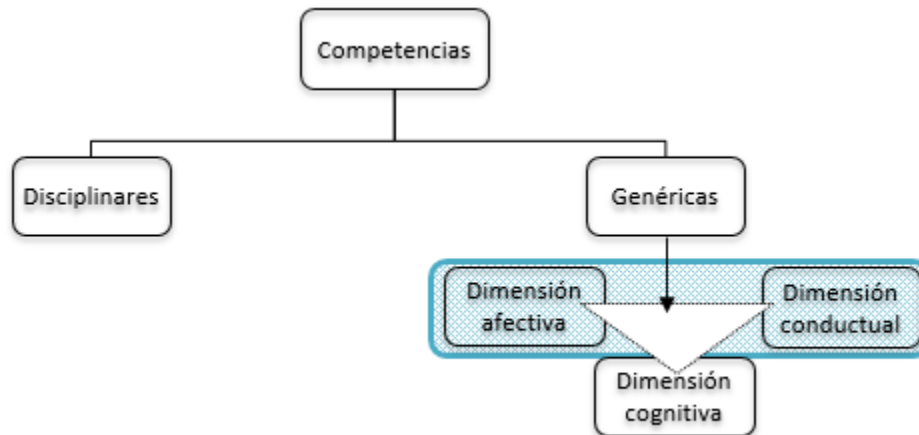 Competencias
Disciplinares
Genéricas
Dimensión
afectiva
Dimensión
conductual
Dimensión
cognitiva